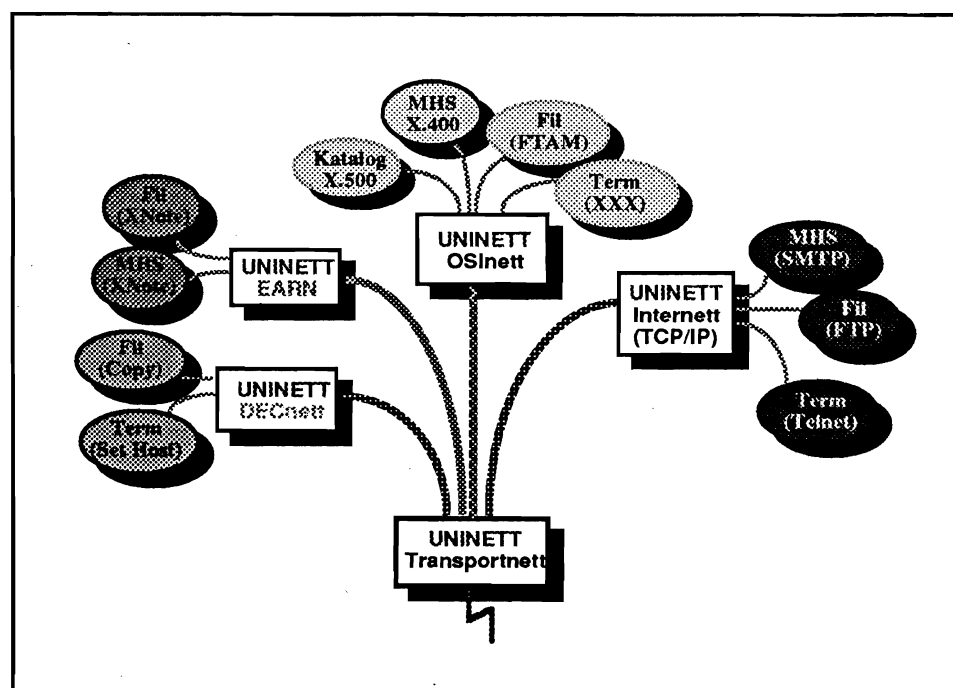 MHS
X.400
Fil
(FTAM)
Katalog
X.500
Term
(XXX)
Fil
(XNote)
MHS
(XNote)
UNINETT
EARN
UNINETT
OSInett
MHS
(SMTP)
UNINETT
Internett
(TCP/IP)
Fil
(FTP)
Term
(Telnet)
Fil
(Copy)
Term
(Set Host)
UNINETT
DECnett
UNINETT
Transportnett